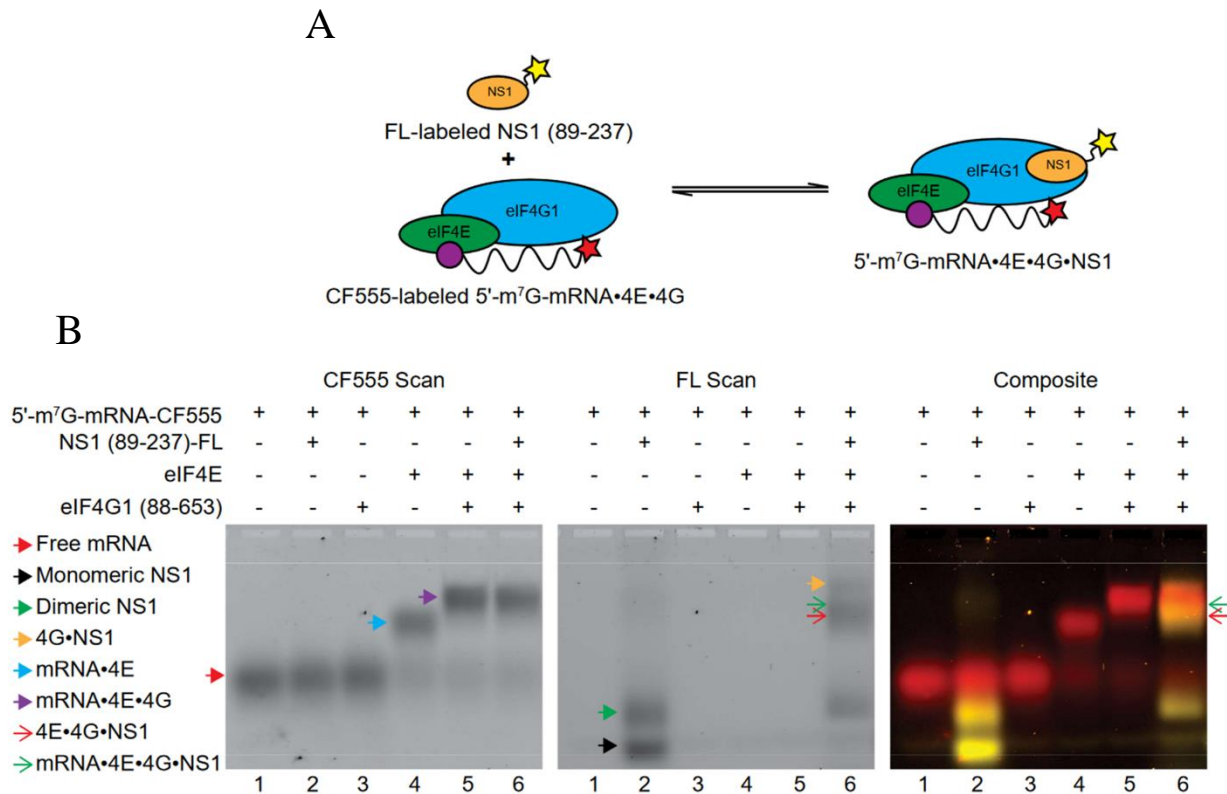 A
NS1
FL-labeled NS1 (89-237)
+
eIF4G1
eIF4E
CF555-labeled 5'-m⁷G-mRNA•4E•4G
eIF4G1
NS1
eIF4E
5'-m⁷G-mRNA•4E•4G•NS1
B
CF555 Scan FL Scan Composite
5'-m⁷G-mRNA-CF555 + + + + + + + + + + + + + + + + + +
NS1 (89-237)-FL - + - - - + - + - - - + - + - - - +
eIF4E - - - + + + - - - + + + - - - + + +
eIF4G1 (88-653) - - + - + + - - + - + + - - + - + +
Free mRNA
Monomeric NS1
Dimeric NS1
4G•NS1
mRNA•4E
mRNA•4E•4G
4E•4G•NS1
mRNA•4E•4G•NS1
1 2 3 4 5 6 1 2 3 4 5 6 1 2 3 4 5 6